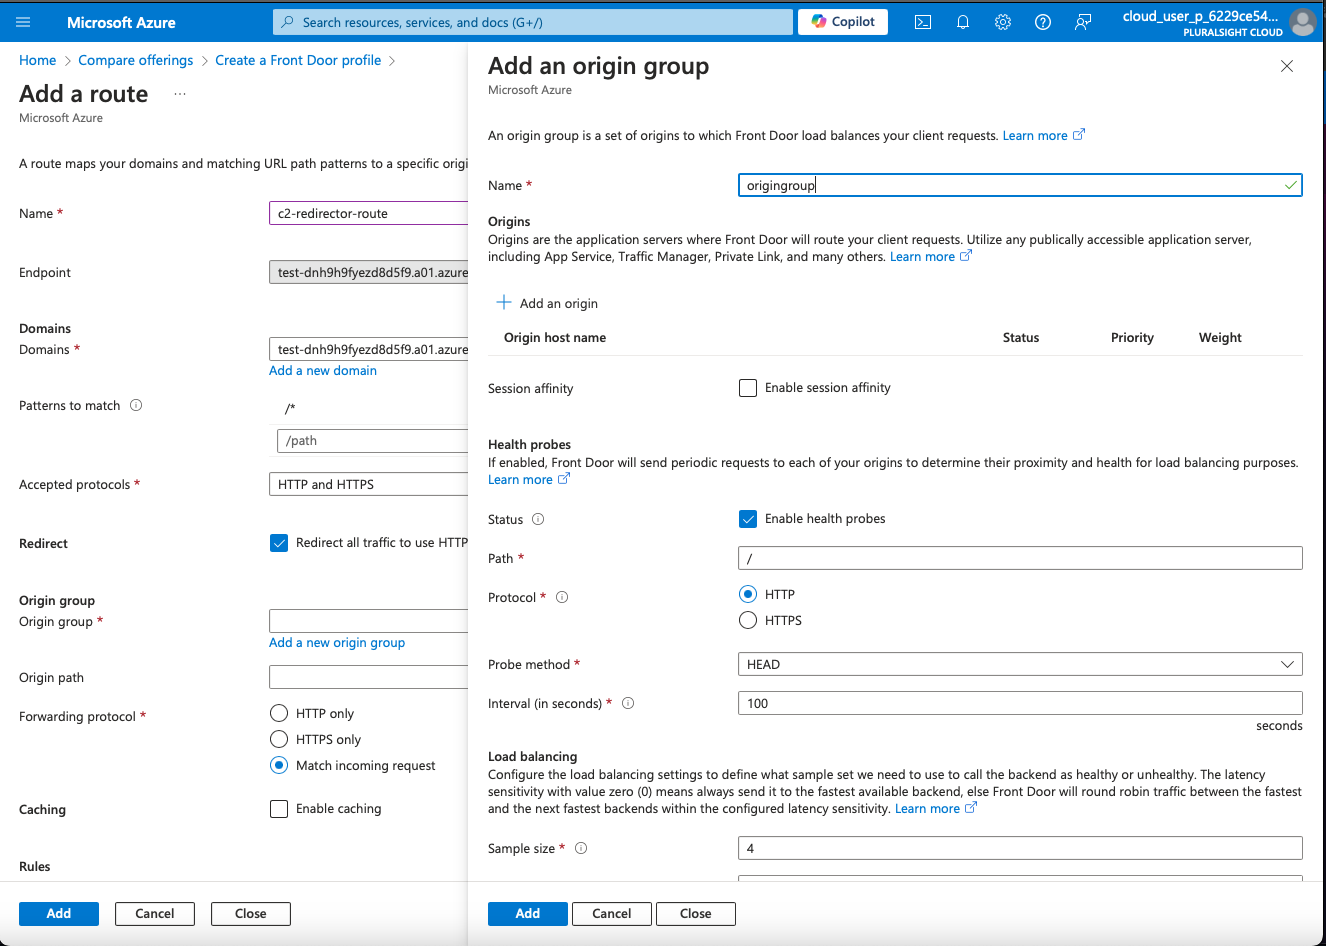 Microsoft Azure
Search resources, services, and docs (G+/)
Copilot
cloud_user_p_6229ce54...
PLURALSIGHT CLOUD
Home > Compare offerings > Create a Front Door profile >
Add a route ...
Microsoft Azure
A route maps your domains and matching URL path patterns to a specific origi
Name *
c2-redirector-route
Endpoint
test-dnh9h9fyezd8d5f9.a01.azure
Domains
Domains *
test-dnh9h9fyezd8d5f9.a01.azure
Add a new domain
Patterns to match
/*
/path
Accepted protocols *
HTTP and HTTPS
Redirect
Redirect all traffic to use HTTP
Origin group
Origin group *
Add a new origin group
Origin path
Forwarding protocol *
HTTP only
HTTPS only
Match incoming request
Caching
Enable caching
Rules
Add
Cancel
Close
Add an origin group
Microsoft Azure
An origin group is a set of origins to which Front Door load balances your client requests. Learn more
Name *
origingroup
Origins
Origins are the application servers where Front Door will route your client requests. Utilize any publically accessible application server,
including App Service, Traffic Manager, Private Link, and many others. Learn more
Add an origin
Origin host name Status Priority Weight
Session affinity
Enable session affinity
Health probes
If enabled, Front Door will send periodic requests to each of your origins to determine their proximity and health for load balancing purposes.
Learn more
Status
Enable health probes
Path *
/
Protocol *
HTTP
HTTPS
Probe method *
HEAD
Interval (in seconds) *
100
seconds
Load balancing
Configure the load balancing settings to define what sample set we need to use to call the backend as healthy or unhealthy. The latency
sensitivity with value zero (0) means always send it to the fastest available backend, else Front Door will round robin traffic between the fastest
and the next fastest backends within the configured latency sensitivity. Learn more
Sample size *
4
Add
Cancel
Close